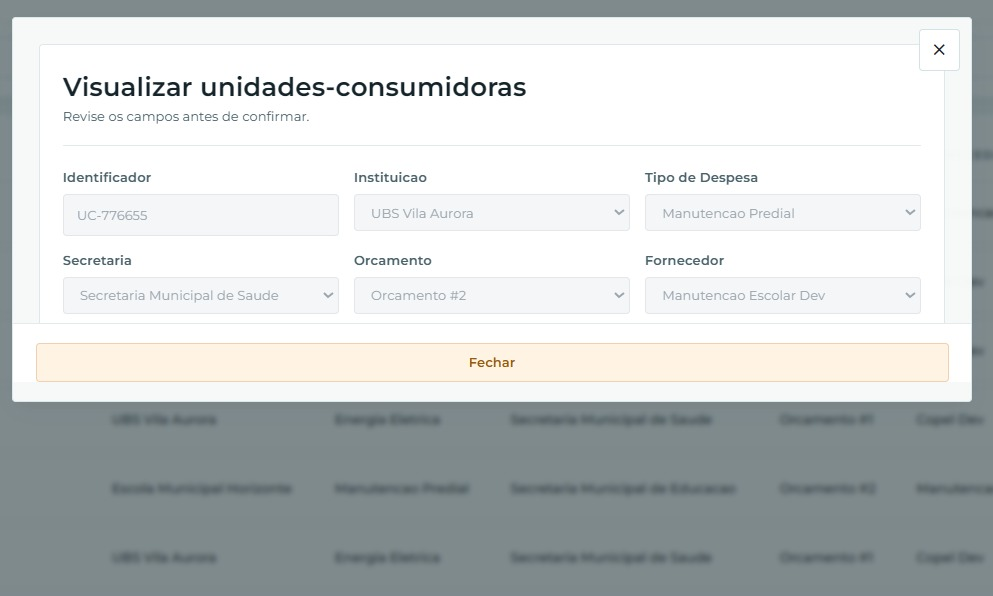 Visualizar unidades-consumidoras
Revise os campos antes de confirmar.
Identificador Instituicao Tipo de Despesa
UC-776655 UBS Vila Aurora Manutencao Predial
Secretaria Orcamento Fornecedor
Secretaria Municipal de Saude Orcamento #2 Manutencao Escolar Dev
Fechar
UBS Vila Aurora Energia Eletrica Secretaria Municipal de Saude Orcamento #1 Copel Dev
Escola Municipal Horizonte Manutencao Predial Secretaria Municipal de Educacao Orcamento #2
UBS Vila Aurora Energia Eletrica Secretaria Municipal de Saude Orcamento #1 Copel Dev